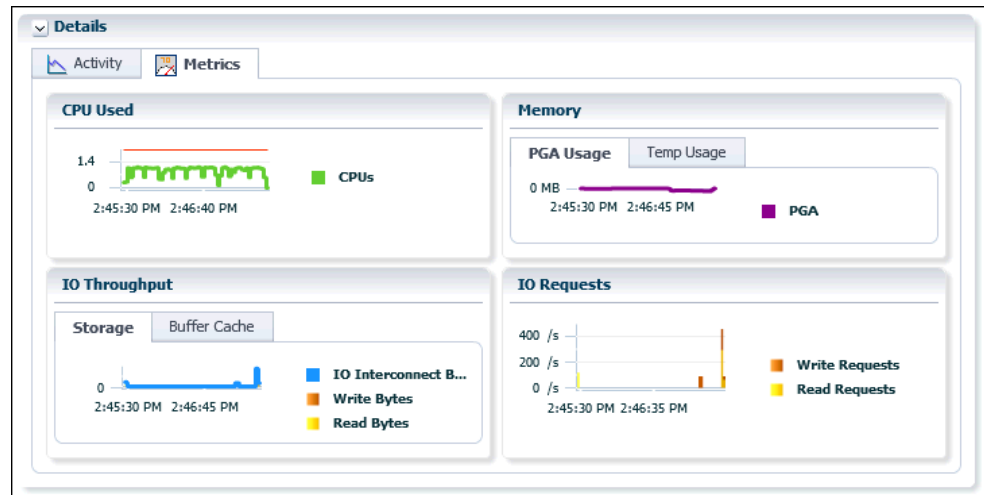 Details
Activity Metrics
CPU Used
1.4
0
2:45:30 PM 2:46:40 PM
CPUs
Memory
PGA Usage Temp Usage
0 MB
2:45:30 PM 2:46:45 PM
PGA
IO Throughput
Storage Buffer Cache
0
2:45:30 PM 2:46:45 PM
IO Interconnect B...
Write Bytes
Read Bytes
IO Requests
400 /s
200 /s
0 /s
2:45:30 PM 2:46:35 PM
Write Requests
Read Requests